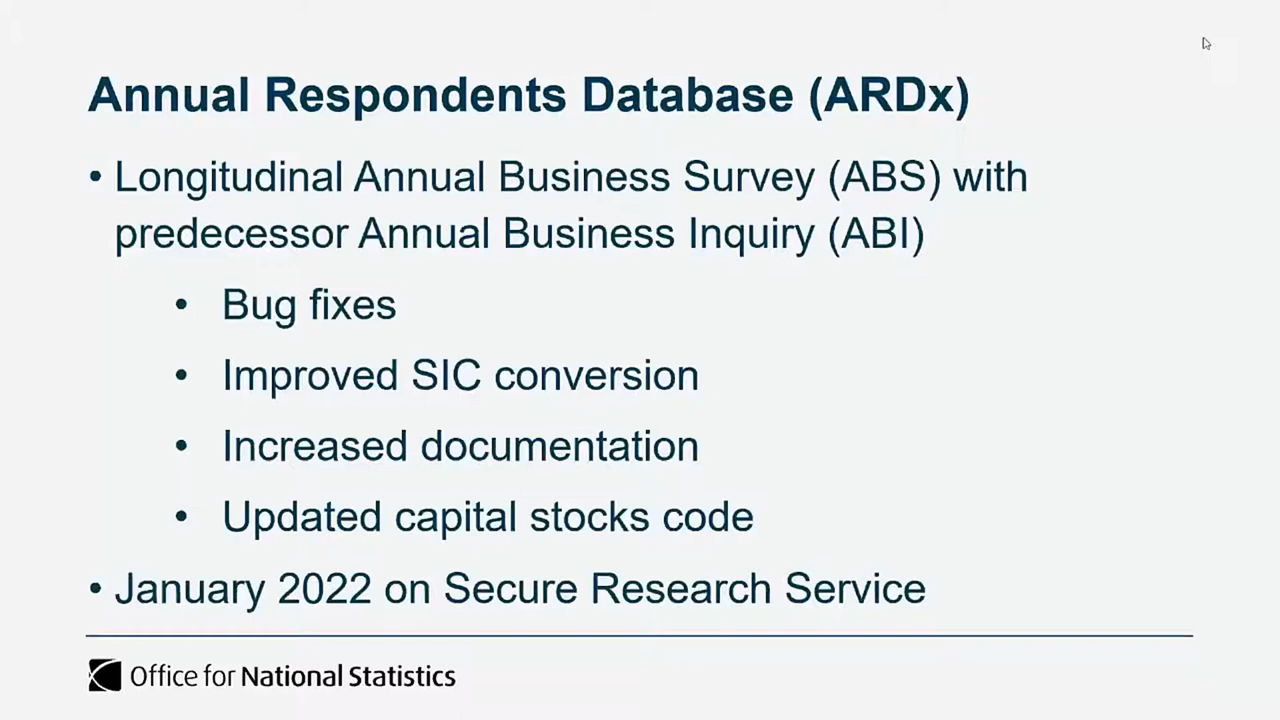 Annual Respondents Database (ARDx)
• Longitudinal Annual Business Survey (ABS) with
predecessor Annual Business Inquiry (ABI)
• Bug fixes
• Improved SIC conversion
• Increased documentation
• Updated capital stocks code
• January 2022 on Secure Research Service
Office for National Statistics